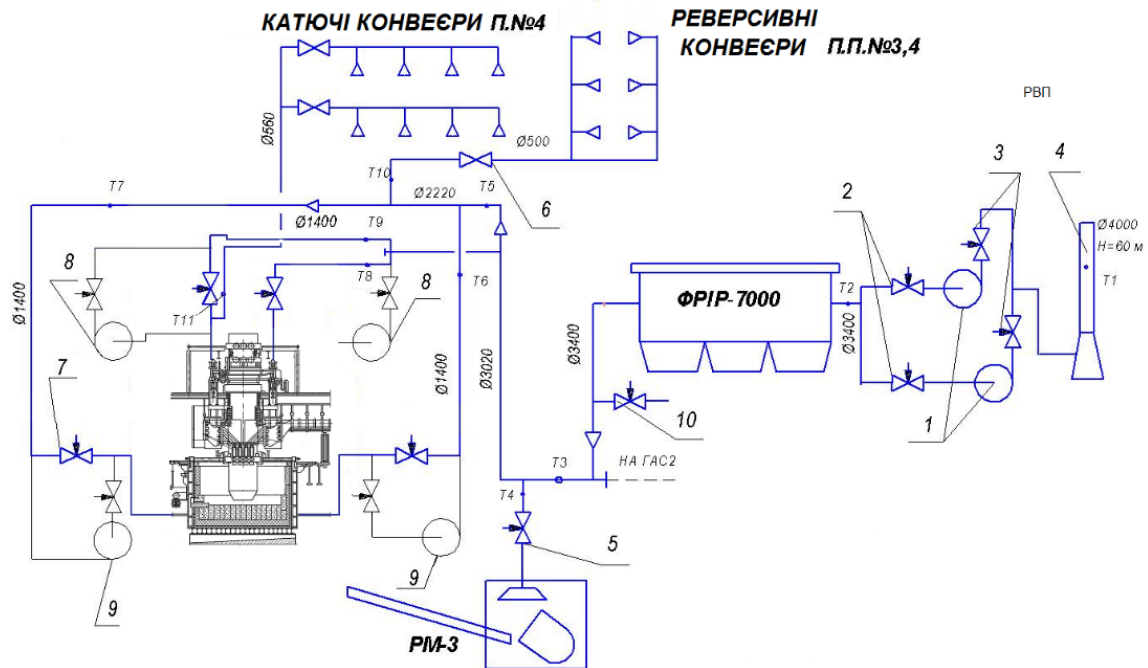 КАТЮЧІ КОНВЕЄРИ П.№4
РЕВЕРСИВНІ
КОНВЕЄРИ П.П.№3,4
РВП
Ø560
Ø500
T10
T7
Ø2220
T5
6
Ø1400
T9
2
3
4
Ø4000
H=60 м
T1
8
T8
T6
8
T11
ФРІР-7000
T2
Ø1400
Ø3400
Ø3400
Ø1400
Ø3020
7
10
1
T3
НА ГАС2
T4
5
9
9
РМ-3